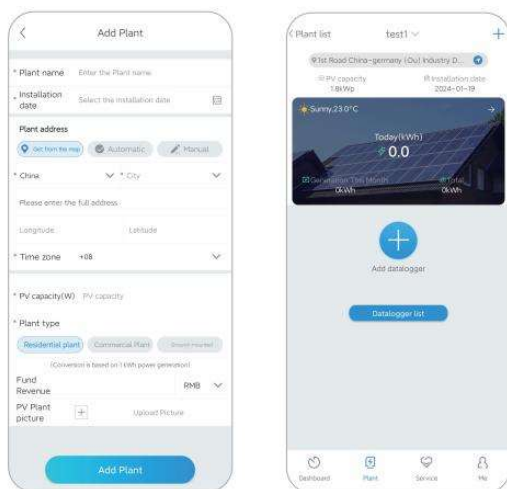 Add Plant
* Plant name Enter the Plant name
* Installation date Select the installation date
Plant address
Get from the map Automatic Manual
* China * City
Please enter the full address
Longitude Latitude
* Time zone +08
* PV capacity(W) PV capacity
* Plant type
Residential plant Commercial Plant Ground mounted
(Conversion is based on 1 kWh power generation)
Fund Revenue RMB
PV Plant picture Upload Picture
Add Plant
Plant list test1
1st Road China-germany (Ou) Industry D...
PV capacity Installation date
1.8kWp 2024-01-19
Sunny,23.0°C
Today(kWh)
0.0
Generation This Month Total
0kWh 0kWh
Add datalogger
Datalogger list
Dashboard Plant Service Me